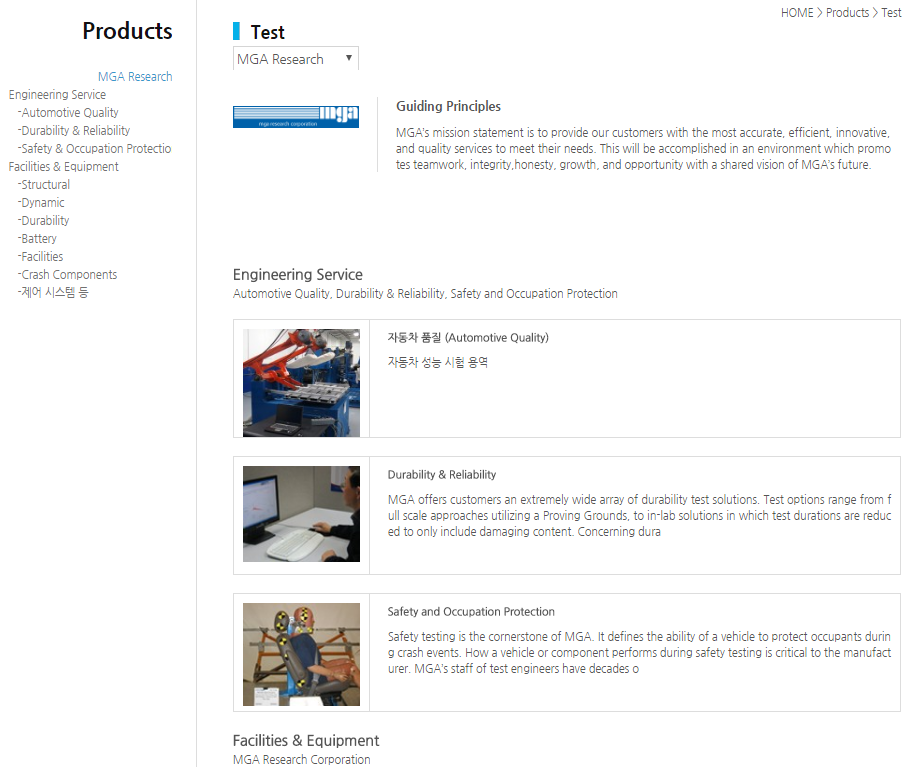 HOME > Products > Test
Products
MGA Research
Engineering Service
-Automotive Quality
-Durability & Reliability
-Safety & Occupation Protectio
Facilities & Equipment
-Structural
-Dynamic
-Durability
-Battery
-Facilities
-Crash Components
-제어 시스템 등
Test
MGA Research
mga
mga research corporation
Guiding Principles
MGA's mission statement is to provide our customers with the most accurate, efficient, innovative,
and quality services to meet their needs. This will be accomplished in an environment which promo
tes teamwork, integrity,honesty, growth, and opportunity with a shared vision of MGA's future.
Engineering Service
Automotive Quality, Durability & Reliability, Safety and Occupation Protection
자동차 품질 (Automotive Quality)
자동차 성능 시험 용역
Durability & Reliability
MGA offers customers an extremely wide array of durability test solutions. Test options range from f
ull scale approaches utilizing a Proving Grounds, to in-lab solutions in which test durations are reduc
ed to only include damaging content. Concerning dura
Safety and Occupation Protection
Safety testing is the cornerstone of MGA. It defines the ability of a vehicle to protect occupants durin
g crash events. How a vehicle or component performs during safety testing is critical to the manufact
urer. MGA's staff of test engineers have decades o
Facilities & Equipment
MGA Research Corporation